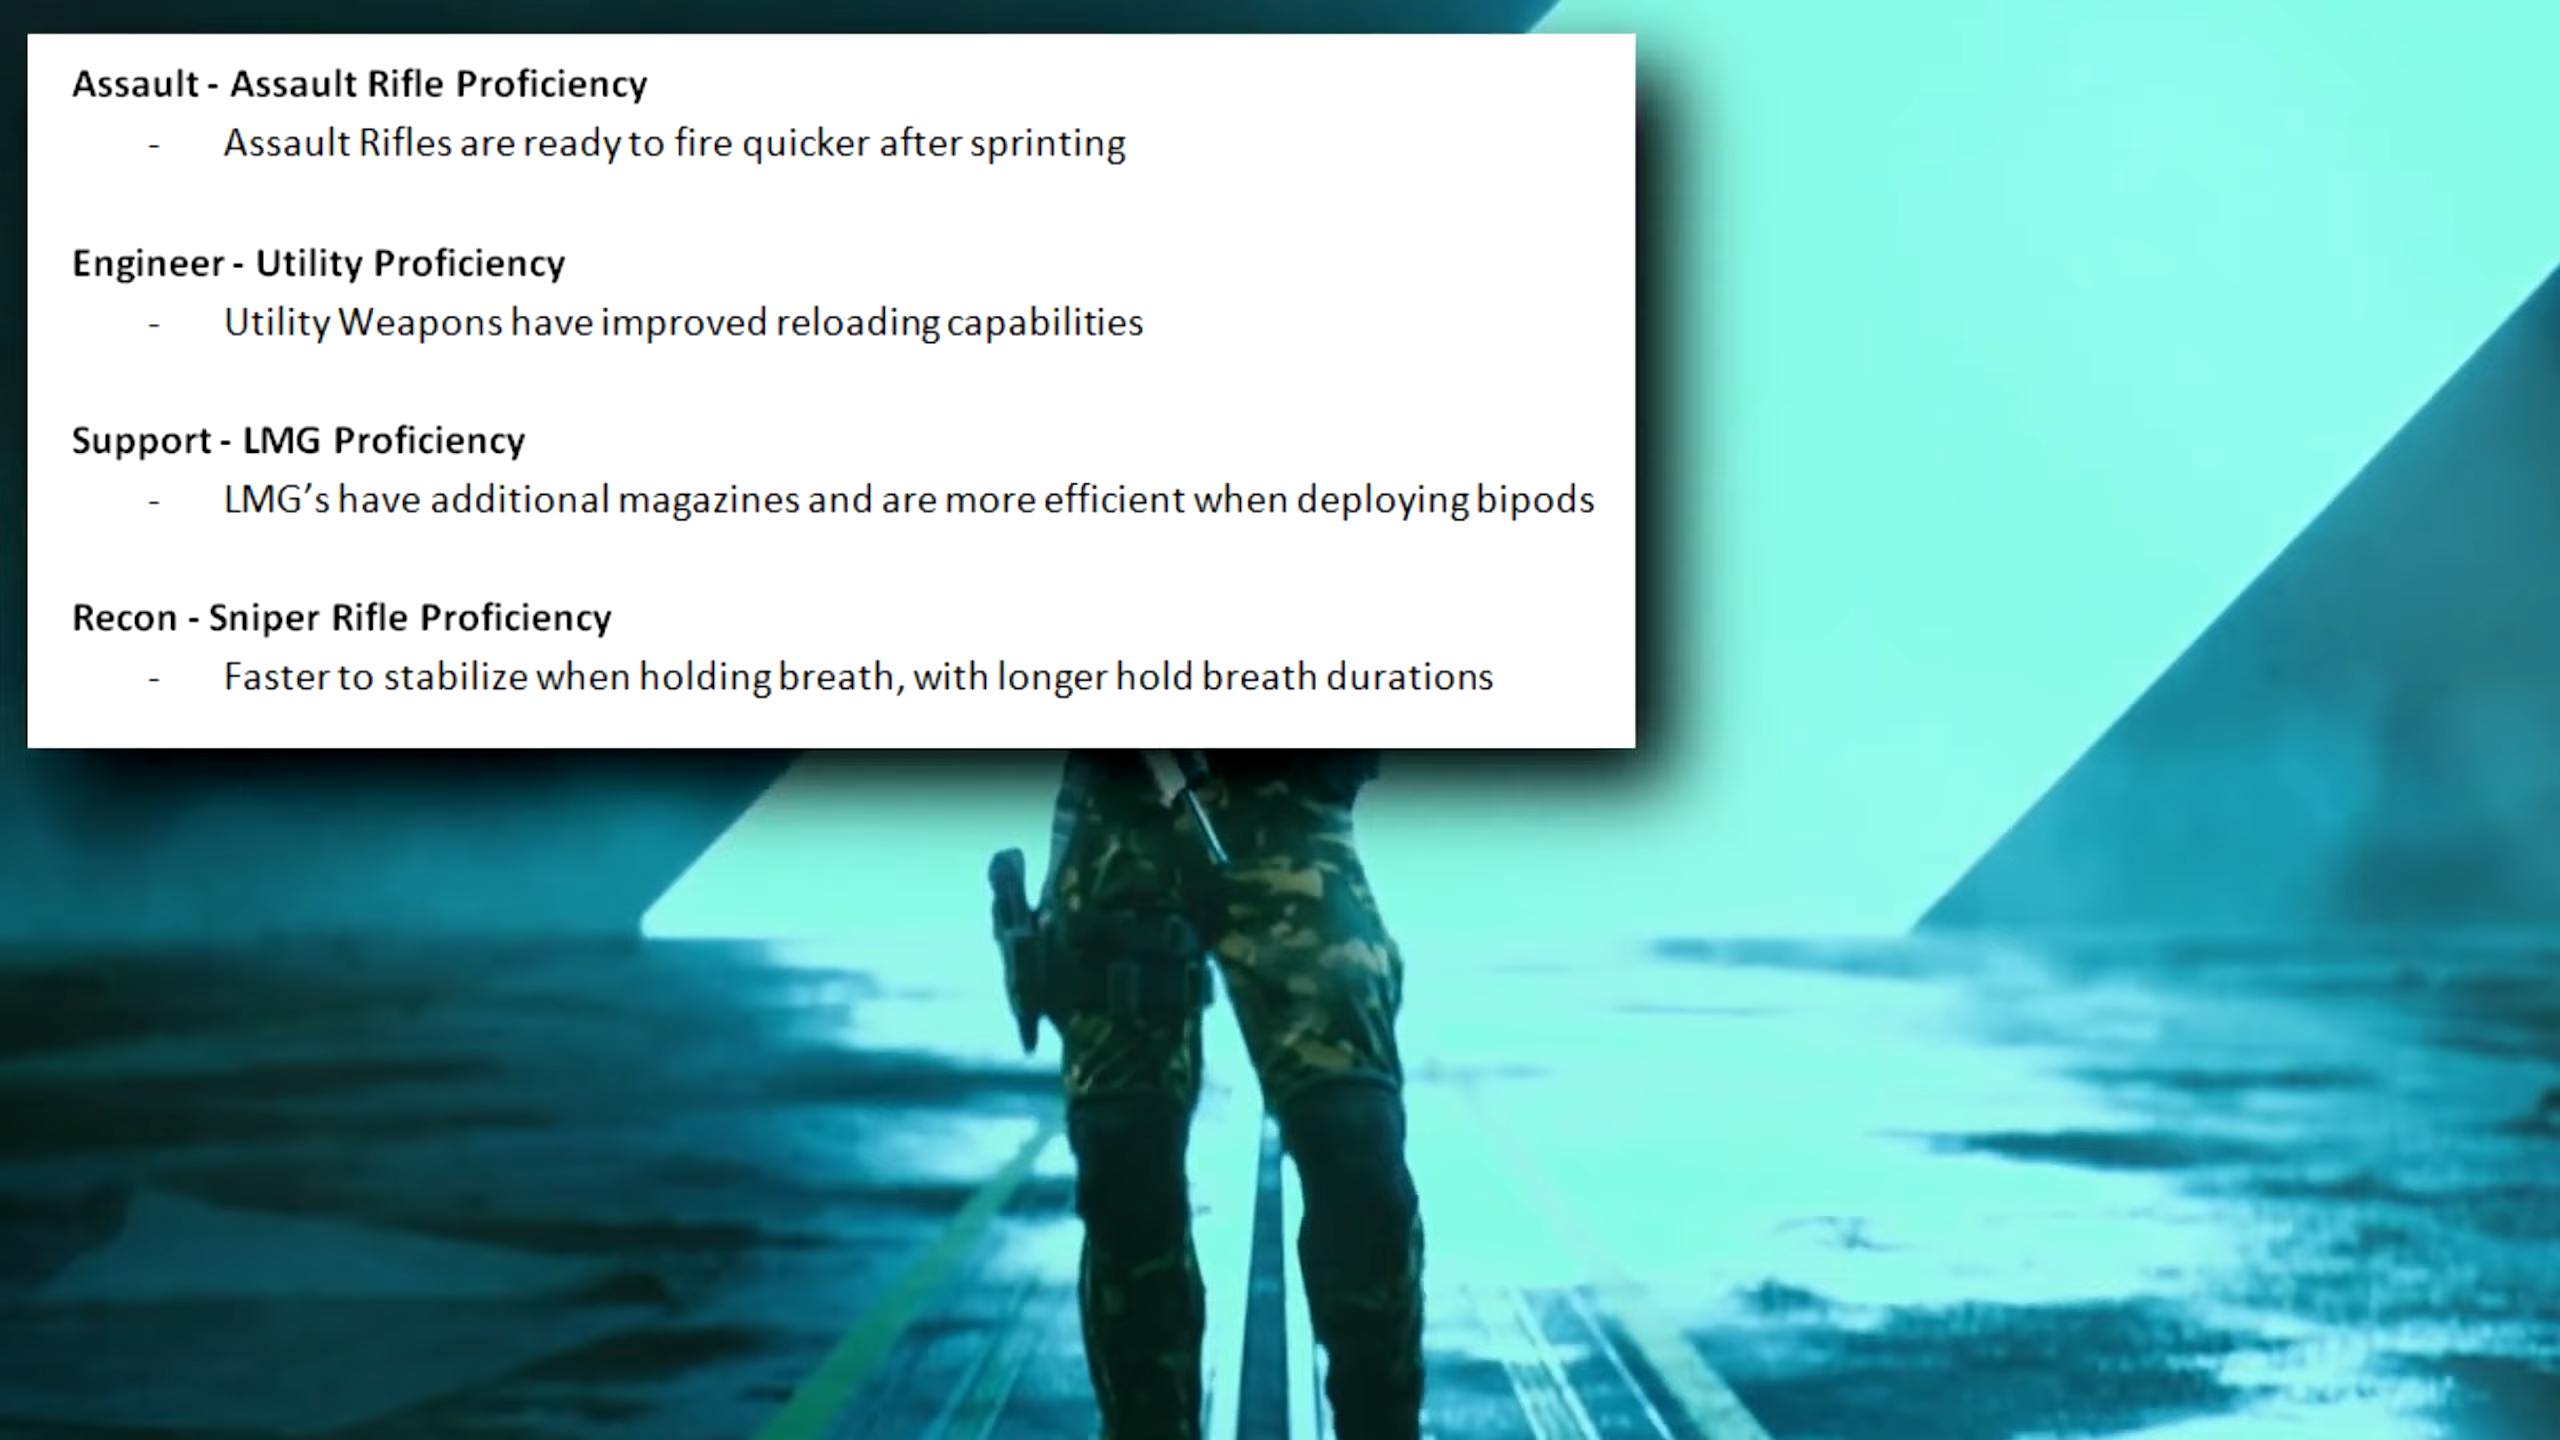 Assault - Assault Rifle Proficiency
- Assault Rifles are ready to fire quicker after sprinting
Engineer - Utility Proficiency
- Utility Weapons have improved reloading capabilities
Support - LMG Proficiency
- LMG’s have additional magazines and are more efficient when deploying bipods
Recon - Sniper Rifle Proficiency
- Faster to stabilize when holding breath, with longer hold breath durations